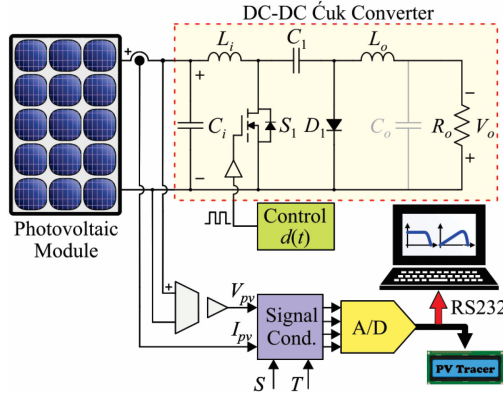 DC-DC Ćuk Converter
+
L_i
C_1
L_o
+
C_i
−
S_1
D_1
C_o
R_o
−
V_o
+
Photovoltaic
Module
Control
d(t)
+
V_pv
I_pv
Signal
Cond.
A/D
RS232
S
T
PV Tracer